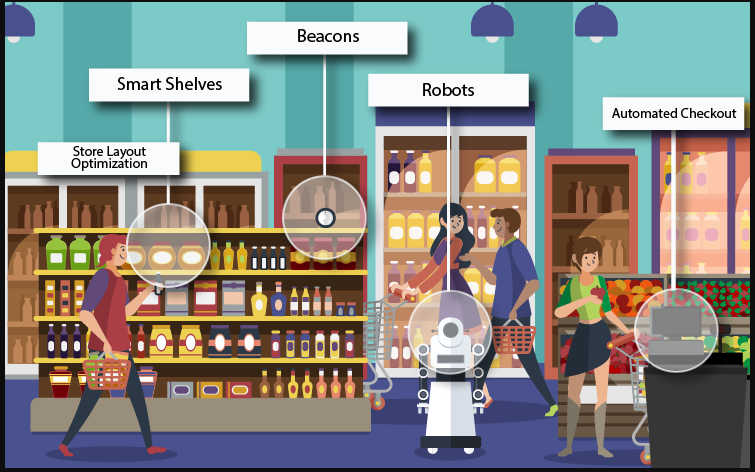 Beacons
Smart Shelves
Robots
Automated Checkout
Store Layout
Optimization